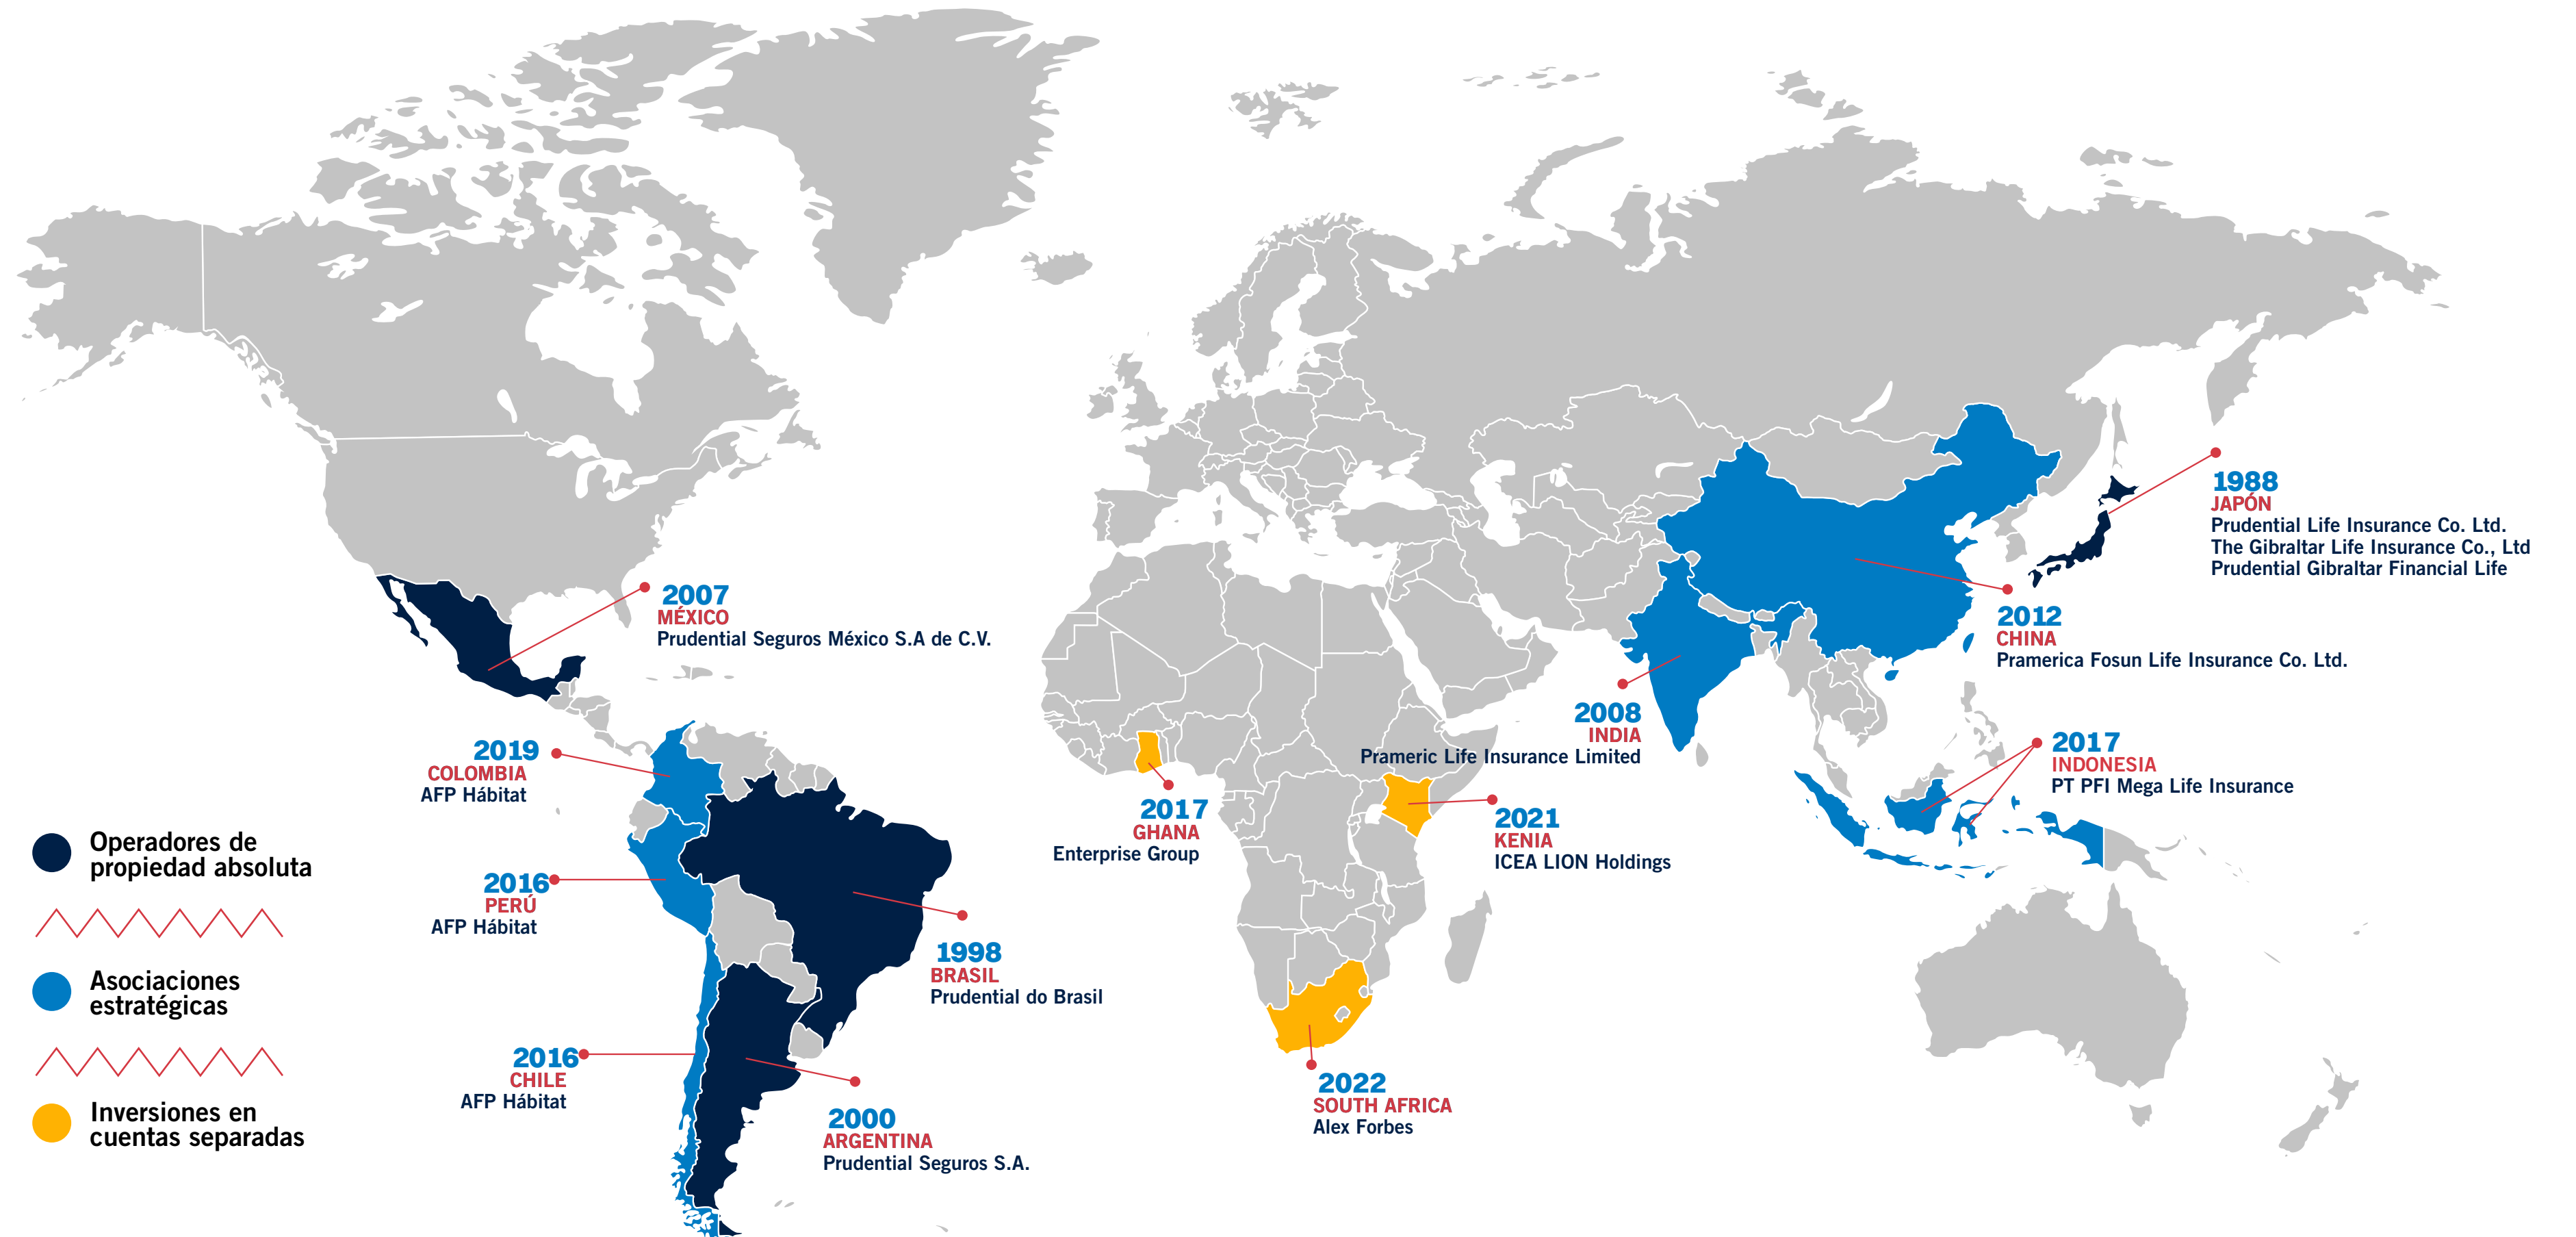 1988
JAPÓN
Prudential Life Insurance Co. Ltd.
The Gibraltar Life Insurance Co., Ltd
Prudential Gibraltar Financial Life
2007
MÉXICO
Prudential Seguros México S.A de C.V.
2012
CHINA
Pramerica Fosun Life Insurance Co. Ltd.
2008
INDIA
Prameric Life Insurance Limited
2017
INDONESIA
PT PFI Mega Life Insurance
2019
COLOMBIA
AFP Hábitat
2017
GHANA
Enterprise Group
2021
KENIA
ICEA LION Holdings
2016
PERÚ
AFP Hábitat
1998
BRASIL
Prudential do Brasil
2016
CHILE
AFP Hábitat
2000
ARGENTINA
Prudential Seguros S.A.
2022
SOUTH AFRICA
Alex Forbes
Operadores de
propiedad absoluta
Asociaciones
estratégicas
Inversiones en
cuentas separadas